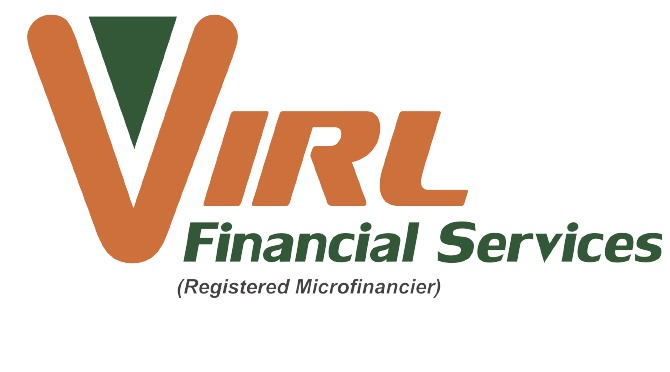 VIRL
Financial Services
(Registered Microfinancier)